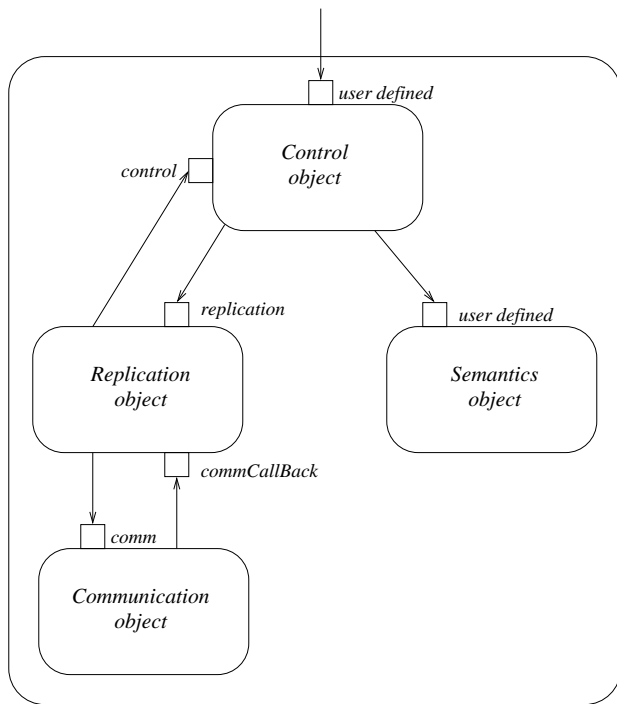 user defined
Control
object
control
replication
user defined
Replication
object
Semantics
object
commCallBack
comm
Communication
object